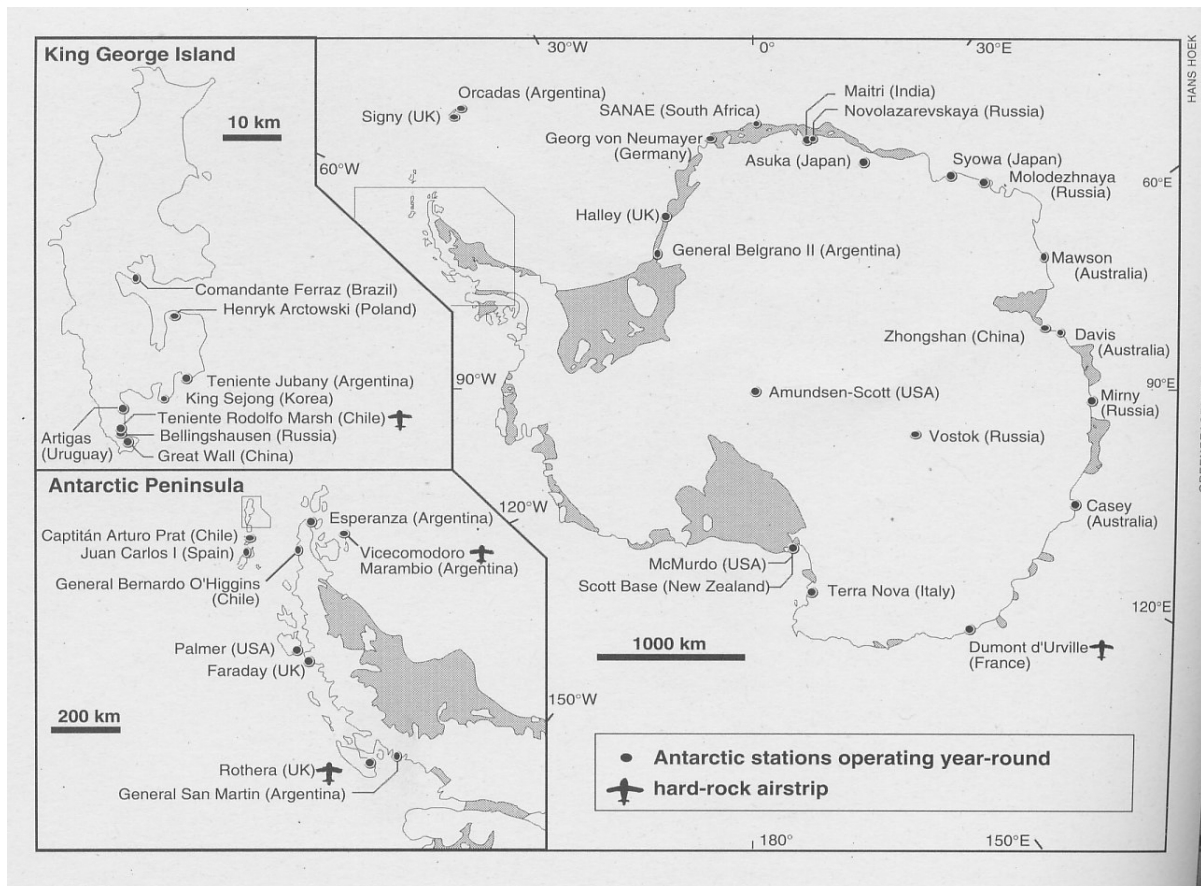 King George Island
10 km
Comandante Ferraz (Brazil)
Henryk Arctowski (Poland)
Teniente Jubany (Argentina)
King Sejong (Korea)
Teniente Rodolfo Marsh (Chile)
Bellingshausen (Russia)
Artigas
(Uruguay)
Great Wall (China)
Antarctic Peninsula
Captitán Arturo Prat (Chile)
Juan Carlos I (Spain)
General Bernardo O'Higgins
(Chile)
Esperanza (Argentina)
Vicecomodoro
Marambio (Argentina)
Palmer (USA)
Faraday (UK)
200 km
Rothera (UK)
General San Martin (Argentina)
30°W
0°
30°E
HANS HOEK
Orcadas (Argentina)
Signy (UK)
60°W
SANAE (South Africa)
Georg von Neumayer
(Germany)
Maitri (India)
Novolazarevskaya (Russia)
Asuka (Japan)
Syowa (Japan)
Molodezhnaya
(Russia)
60°E
Halley (UK)
General Belgrano II (Argentina)
Mawson
(Australia)
Zhongshan (China)
Davis
(Australia)
90°W
Amundsen-Scott (USA)
90°E
Mirny
(Russia)
Vostok (Russia)
120°W
Casey
(Australia)
McMurdo (USA)
Scott Base (New Zealand)
Terra Nova (Italy)
120°E
1000 km
Dumont d'Urville
(France)
150°W
Antarctic stations operating year-round
hard-rock airstrip
180°
150°E